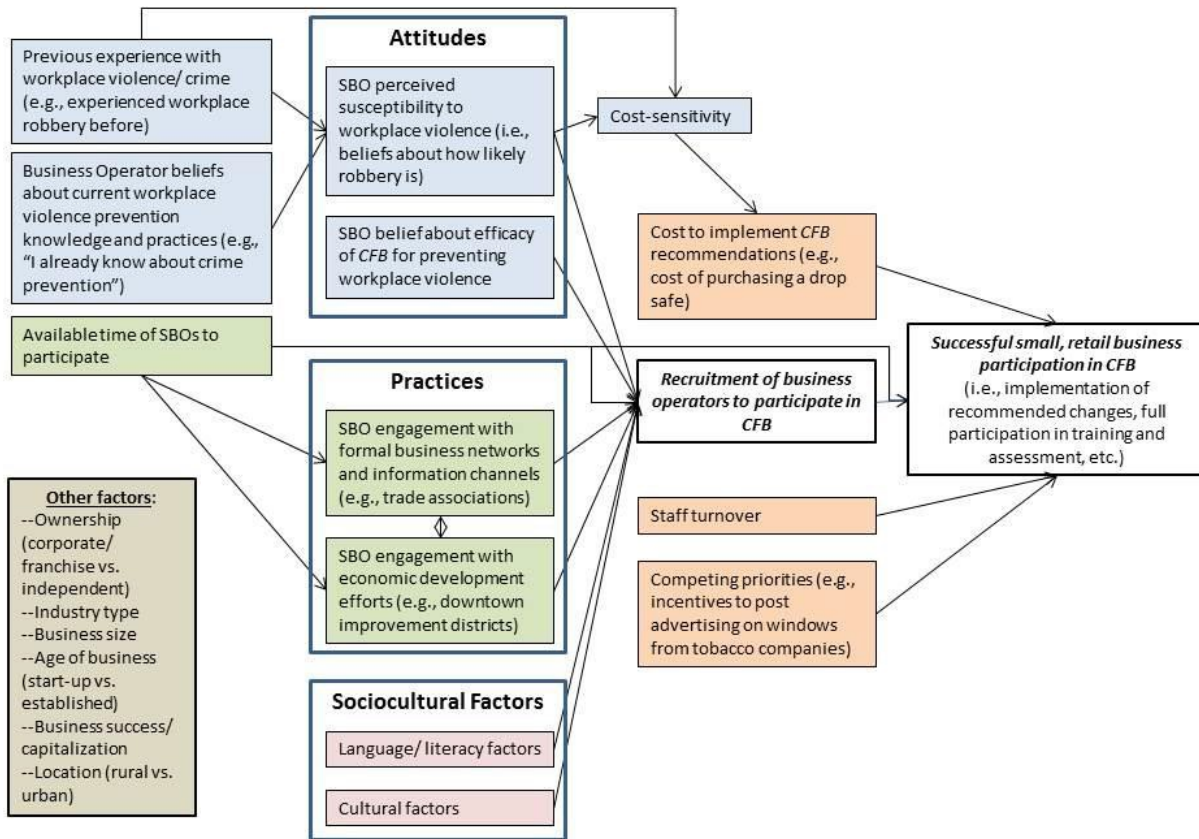 Previous experience with
workplace violence/ crime
(e.g., experienced workplace
robbery before)
Business Operator beliefs
about current workplace
violence prevention
knowledge and practices (e.g.,
“I already know about crime
prevention”)
Available time of SBOs to
participate
Other factors:
--Ownership
(corporate/
franchise vs.
independent)
--Industry type
--Business size
--Age of business
(start-up vs.
established)
--Business success/
capitalization
--Location (rural vs.
urban)
Attitudes
SBO perceived
susceptibility to
workplace violence (i.e.,
beliefs about how likely
robbery is)
SBO belief about efficacy
of CFB for preventing
workplace violence
Practices
SBO engagement with
formal business networks
and information channels
(e.g., trade associations)
SBO engagement with
economic development
efforts (e.g., downtown
improvement districts)
Sociocultural Factors
Language/ literacy factors
Cultural factors
Cost-sensitivity
Cost to implement CFB
recommendations (e.g.,
cost of purchasing a drop
safe)
Recruitment of business
operators to participate in
CFB
Staff turnover
Competing priorities (e.g.,
incentives to post
advertising on windows
from tobacco companies)
Successful small, retail business
participation in CFB
(i.e., implementation of
recommended changes, full
participation in training and
assessment, etc.)